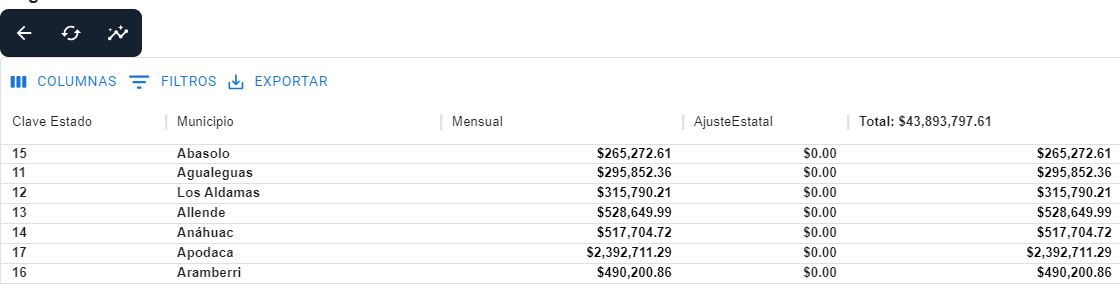 COLUMNAS FILTROS EXPORTAR
Clave Estado Municipio Mensual AjusteEstatal Total: $43,893,797.61
15 Abasolo $265,272.61 $0.00 $265,272.61
11 Agualeguas $295,852.36 $0.00 $295,852.36
12 Los Aldamas $315,790.21 $0.00 $315,790.21
13 Allende $528,649.99 $0.00 $528,649.99
14 Anáhuac $517,704.72 $0.00 $517,704.72
17 Apodaca $2,392,711.29 $0.00 $2,392,711.29
16 Aramberri $490,200.86 $0.00 $490,200.86